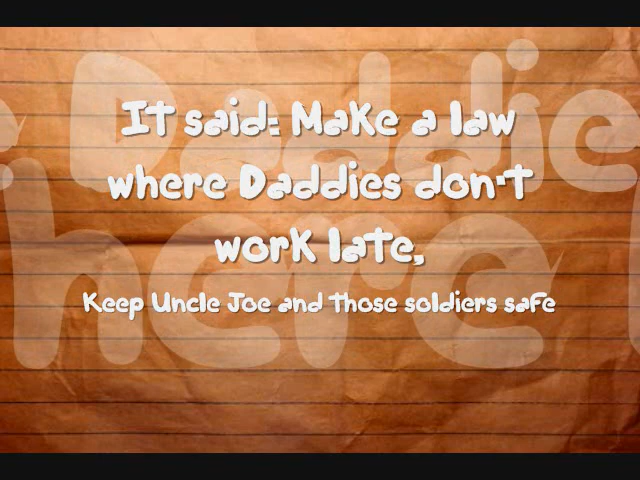 It said: Make a law
where Daddies don't
work late,
Keep Uncle Joe and those soldiers safe